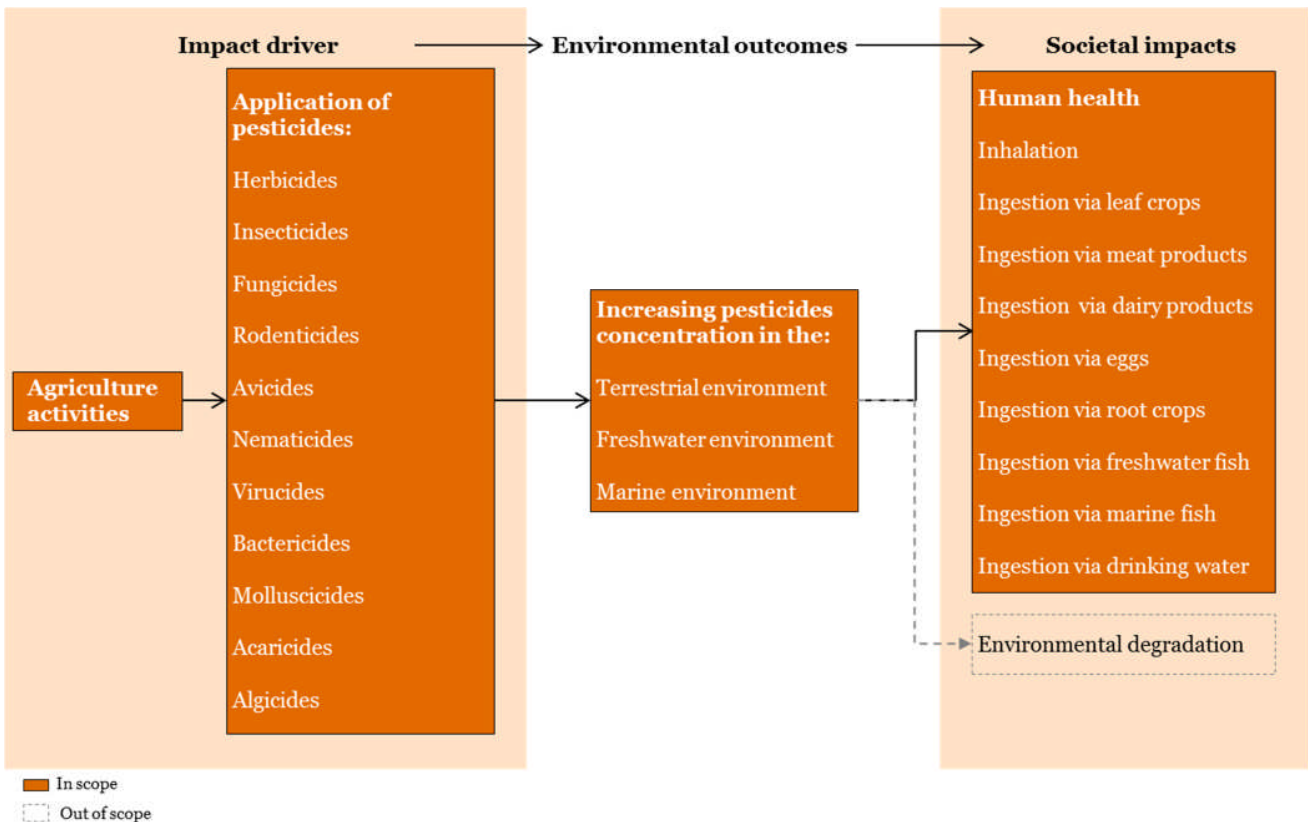 Impact driver
Environmental outcomes
Societal impacts
Agriculture
activities
Application of
pesticides:
Herbicides
Insecticides
Fungicides
Rodenticides
Avicides
Nematicides
Virucides
Bactericides
Molluscicides
Acaricides
Algicides
Increasing pesticides
concentration in the:
Terrestrial environment
Freshwater environment
Marine environment
Human health
Inhalation
Ingestion via leaf crops
Ingestion via meat products
Ingestion via dairy products
Ingestion via eggs
Ingestion via root crops
Ingestion via freshwater fish
Ingestion via marine fish
Ingestion via drinking water
Environmental degradation
In scope
Out of scope